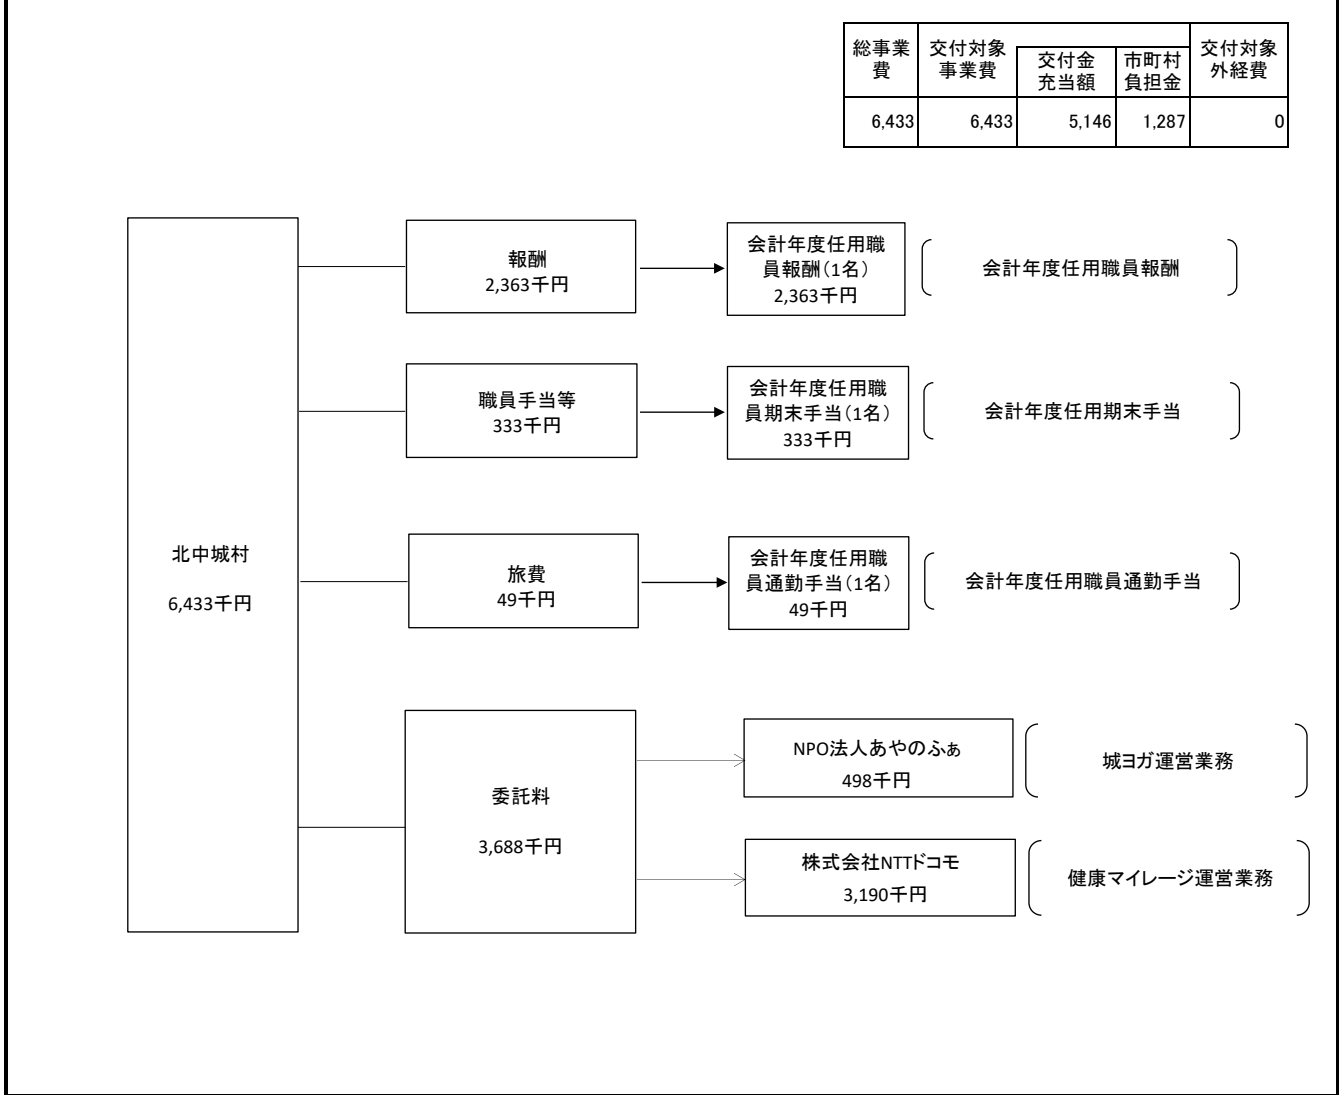 総事業
費
交付対象
事業費
交付金
充当額
市町村
負担金
交付対象
外経費
6,433 6,433 5,146 1,287 0
北中城村
6,433千円
報酬
2,363千円
会計年度任用職
員報酬(1名)
2,363千円
会計年度任用職員報酬
職員手当等
333千円
会計年度任用職
員期末手当(1名)
333千円
会計年度任用期末手当
旅費
49千円
会計年度任用職
員通勤手当(1名)
49千円
会計年度任用職員通勤手当
委託料
3,688千円
NPO法人あやのふぁ
498千円
城ヨガ運営業務
株式会社NTTドコモ
3,190千円
健康マイレージ運営業務